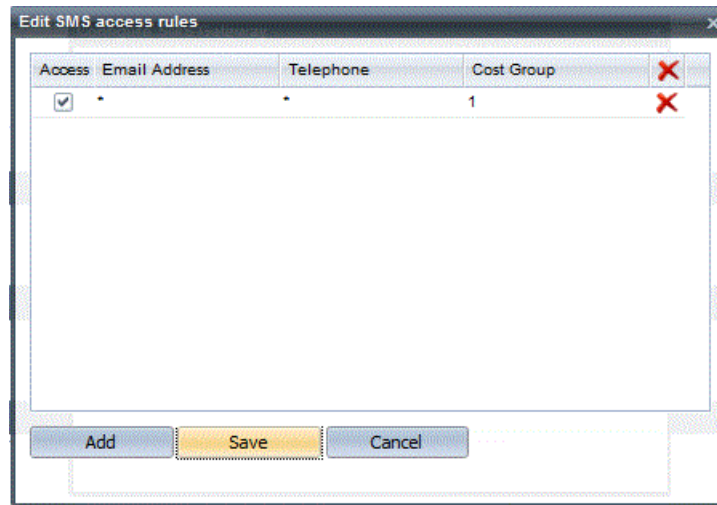 Edit SMS access rules
Access Email Address Telephone Cost Group
* * 1
Add Save Cancel